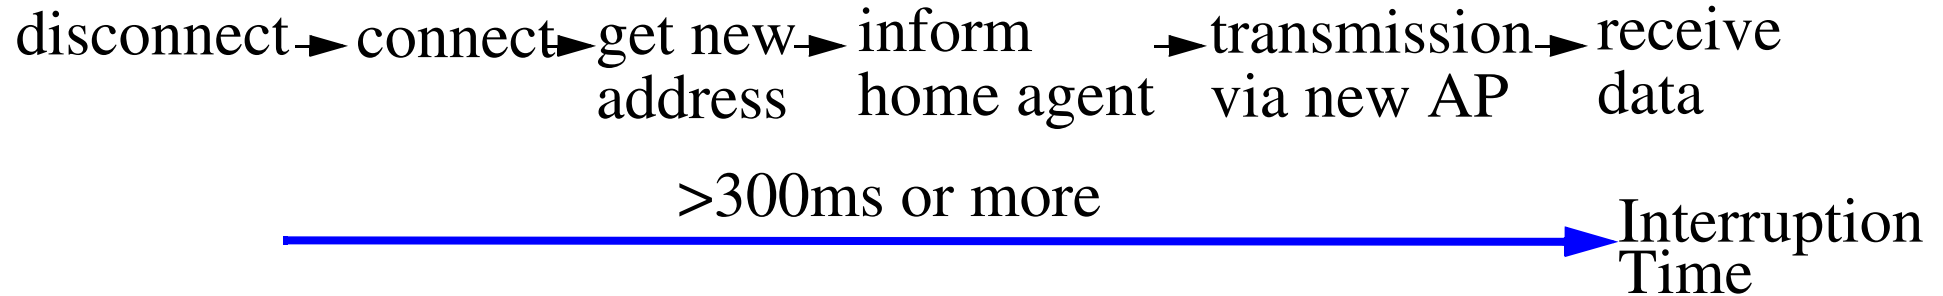 disconnect
connect
get new
address
inform
home agent
transmission
via new AP
receive
data
>300ms or more
Interruption
Time